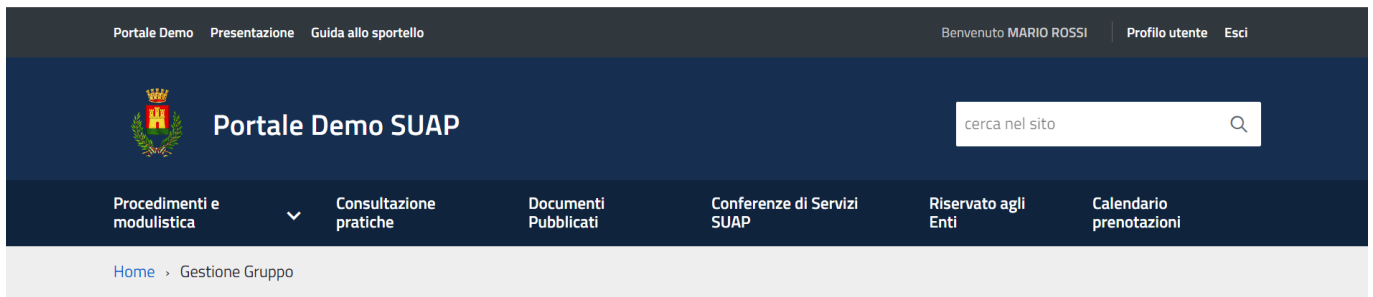 Portale Demo Presentazione Guida allo sportello Benvenuto MARIO ROSSI Profilo utente Esci
Portale Demo SUAP
cerca nel sito
Procedimenti e modulistica
Consultazione pratiche
Documenti Pubblicati
Conferenze di Servizi SUAP
Riservato agli Enti
Calendario prenotazioni
Home › Gestione Gruppo